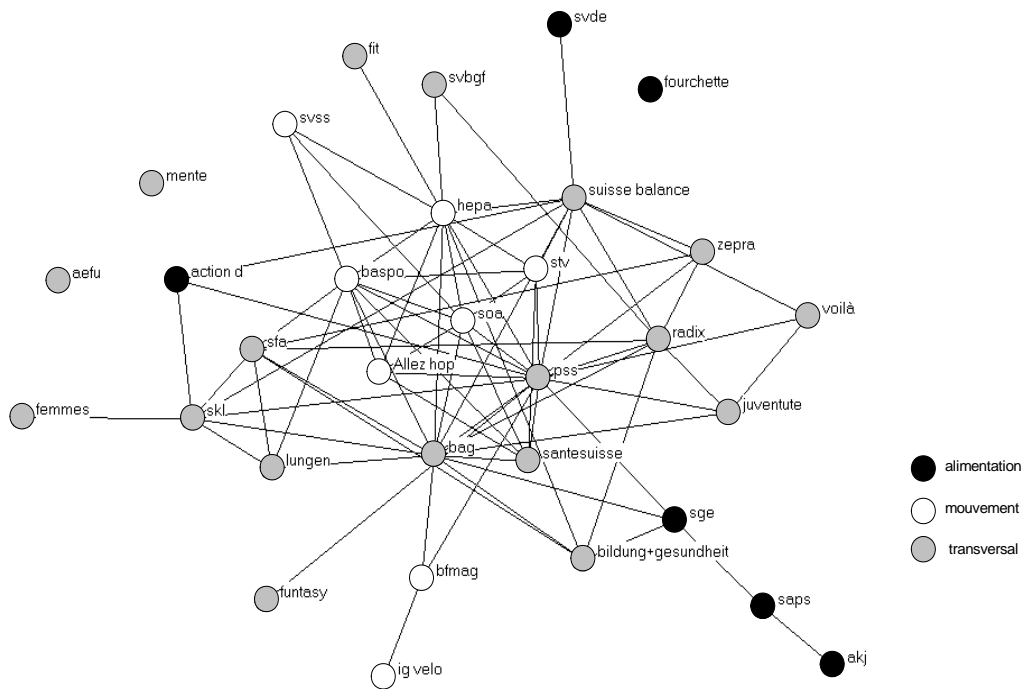 svde
fit
svbgf
fourchette
svss
mente
suisse balance
hepa
zepra
aefu
action d
baspo
stv
soa
voilà
radix
sfa
Allez hop
pss
femmes
skl
juventute
bag
santesuisse
lungen
alimentation
mouvement
sge
transversal
bildung+gesundheit
bfmag
funtasy
saps
akj
ig velo